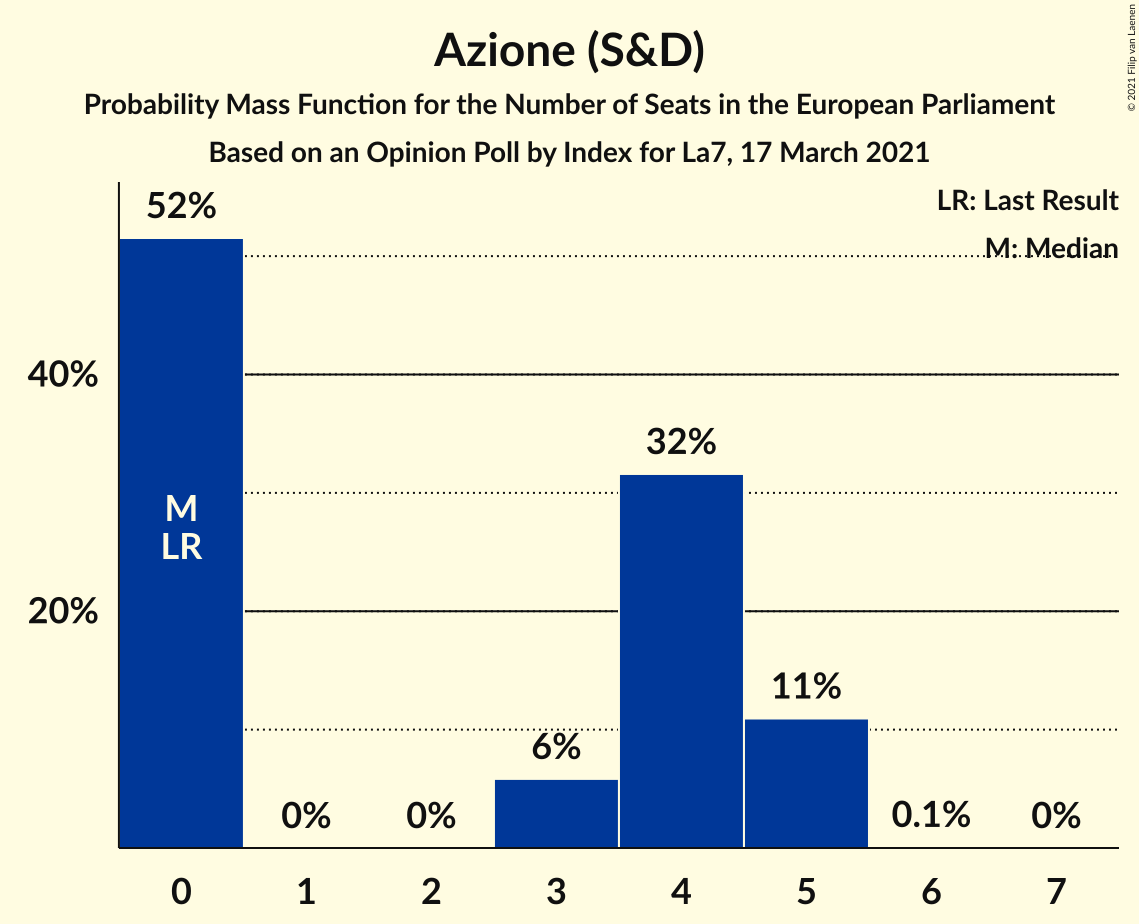 Azione (S&D)
Probability Mass Function for the Number of Seats in the European Parliament
Based on an Opinion Poll by Index for La7, 17 March 2021
© 2021 Filip van Laenen
LR: Last Result
M: Median
52%
40%
20%
M
LR
0%
0%
6%
32%
11%
0.1%
0%
0
1
2
3
4
5
6
7